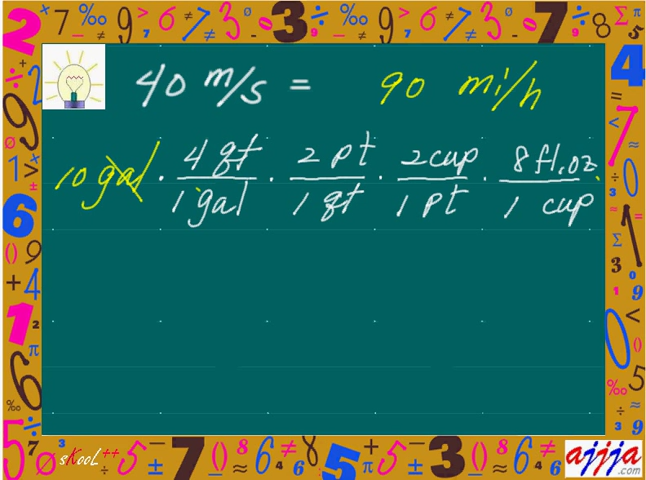 40 m/s = 90 mi/h
10 gal · 4 qt / 1 gal · 2 pt / 1 qt · 2 cup / 1 pt · 8 fl.oz. / 1 cup
sKooL++
ajjja.com